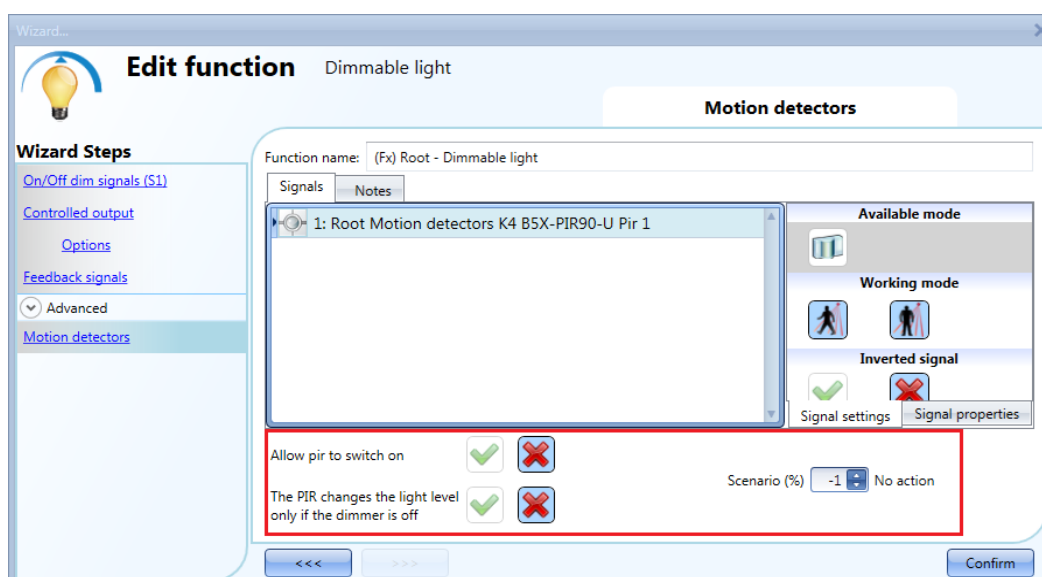 Wizard...
Edit function Dimmable light
Motion detectors
Wizard Steps
On/Off dim signals (S1)
Controlled output
Options
Feedback signals
Advanced
Motion detectors
Function name: (Fx) Root - Dimmable light
Signals Notes
1: Root Motion detectors K4 B5X-PIR90-U Pir 1
Available mode
Working mode
Inverted signal
Signal settings Signal properties
Allow pir to switch on
The PIR changes the light level
only if the dimmer is off
Scenario (%) -1 No action
<<< >>> Confirm